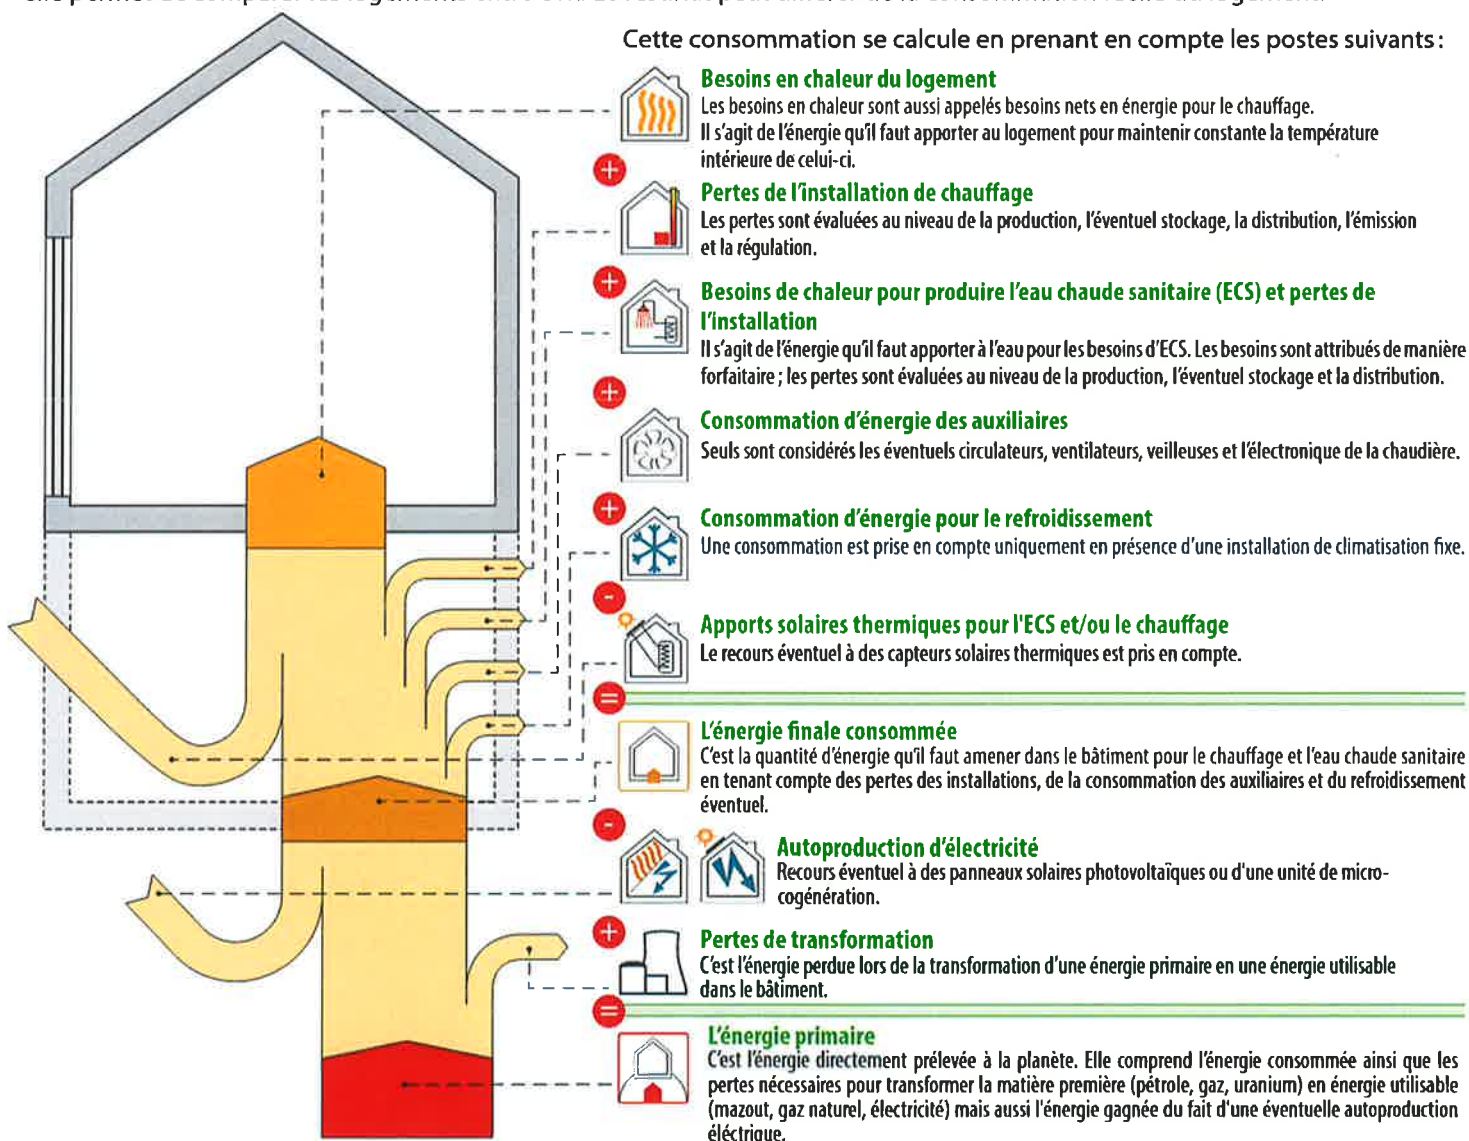 Cette consommation se calcule en prenant en compte les postes suivants :
Besoins en chaleur du logement
Les besoins en chaleur sont aussi appelés besoins nets en énergie pour le chauffage.
Il s'agit de l'énergie qu'il faut apporter au logement pour maintenir constante la température
intérieure de celui-ci.
+
Pertes de l'installation de chauffage
Les pertes sont évaluées au niveau de la production, l'éventuel stockage, la distribution, l'émission
et la régulation.
+
Besoins de chaleur pour produire l'eau chaude sanitaire (ECS) et pertes de
l'installation
Il s'agit de l'énergie qu'il faut apporter à l'eau pour les besoins d'ECS. Les besoins sont attribués de manière
forfaitaire ; les pertes sont évaluées au niveau de la production, l'éventuel stockage et la distribution.
+
Consommation d'énergie des auxiliaires
Seuls sont considérés les éventuels circulateurs, ventilateurs, veilleuses et l'électronique de la chaudière.
+
Consommation d'énergie pour le refroidissement
Une consommation est prise en compte uniquement en présence d'une installation de climatisation fixe.
-
Apports solaires thermiques pour l'ECS et/ou le chauffage
Le recours éventuel à des capteurs solaires thermiques est pris en compte.
=
L'énergie finale consommée
C'est la quantité d'énergie qu'il faut amener dans le bâtiment pour le chauffage et l'eau chaude sanitaire
en tenant compte des pertes des installations, de la consommation des auxiliaires et du refroidissement
éventuel.
-
Autoproduction d'électricité
Recours éventuel à des panneaux solaires photovoltaïques ou d'une unité de micro-
cogénération.
+
Pertes de transformation
C'est l'énergie perdue lors de la transformation d'une énergie primaire en une énergie utilisable
dans le bâtiment.
=
L'énergie primaire
C'est l'énergie directement prélevée à la planète. Elle comprend l'énergie consommée ainsi que les
pertes nécessaires pour transformer la matière première (pétrole, gaz, uranium) en énergie utilisable
(mazout, gaz naturel, électricité) mais aussi l'énergie gagnée du fait d'une éventuelle autoproduction
éléctrique.